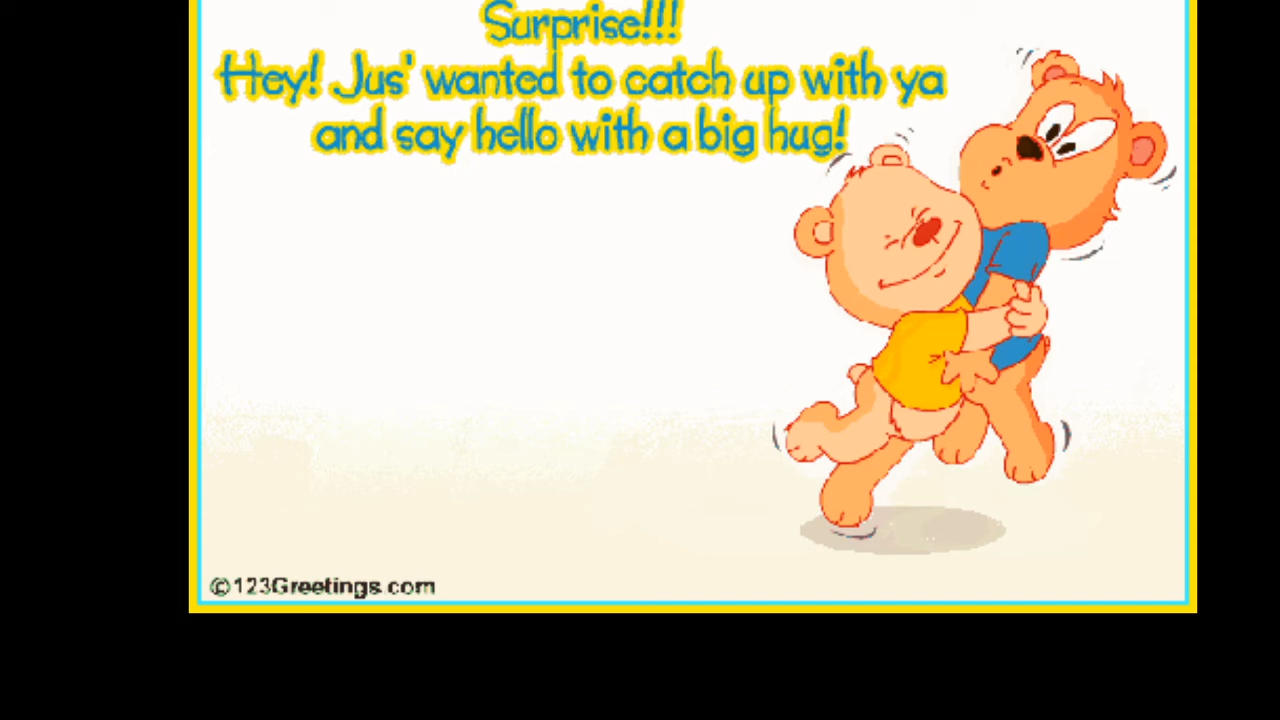 Surprise!!!
Hey! Jus' wanted to catch up with ya
and say hello with a big hug!
©123Greetings.com